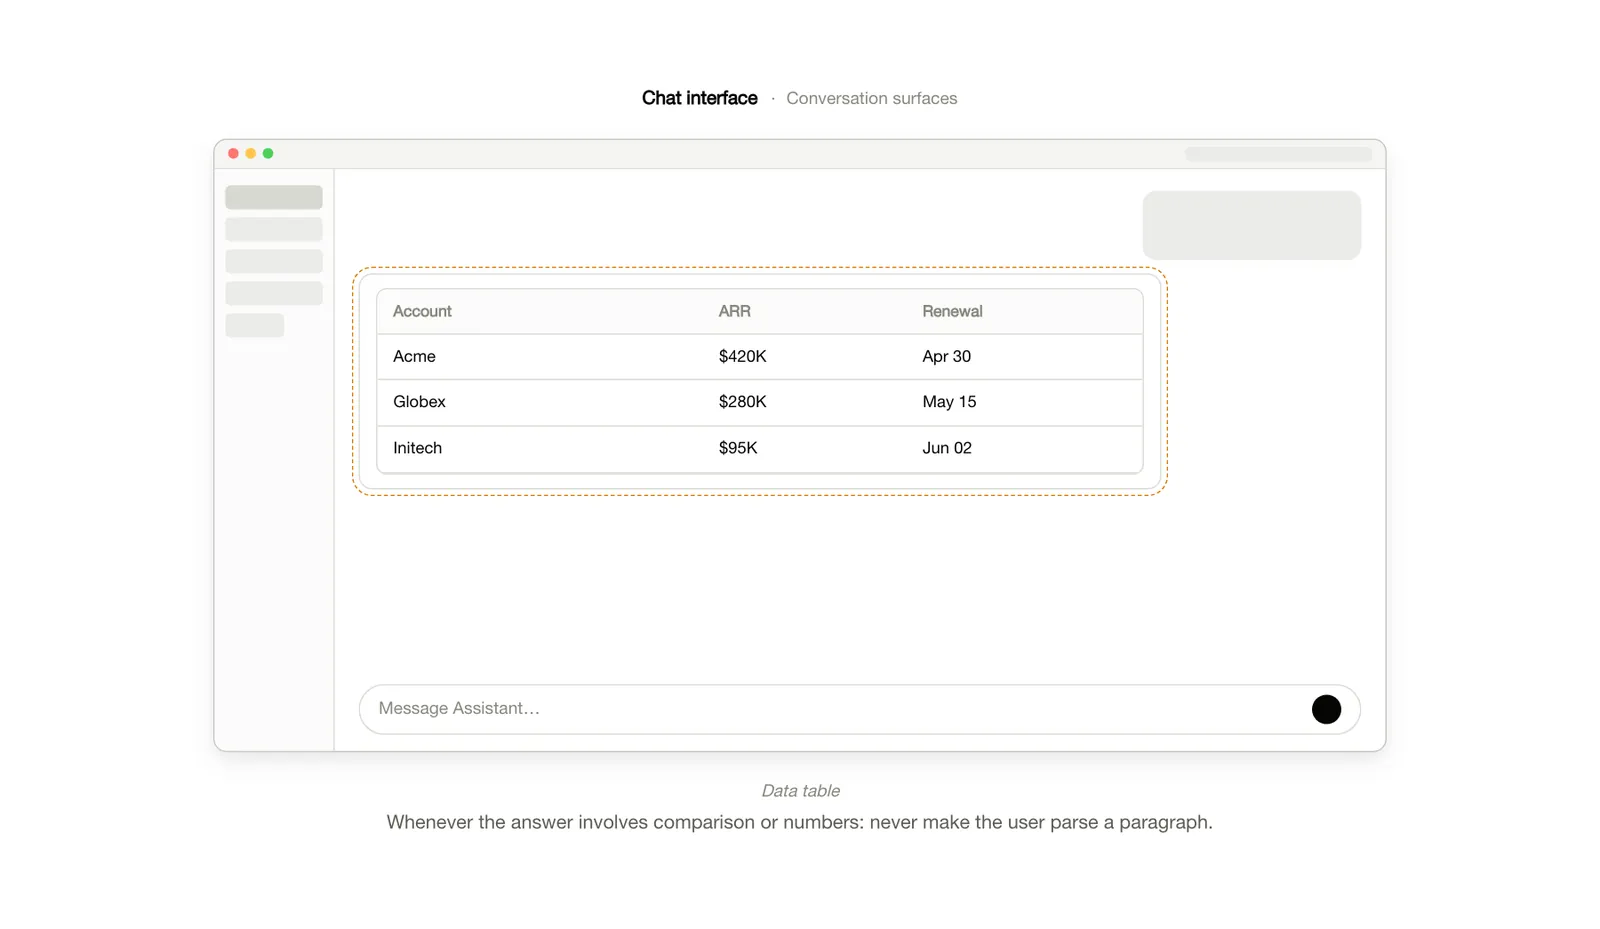 Chat interface · Conversation surfaces
Account ARR Renewal
Acme $420K Apr 30
Globex $280K May 15
Initech $95K Jun 02
Message Assistant…
Data table
Whenever the answer involves comparison or numbers: never make the user parse a paragraph.